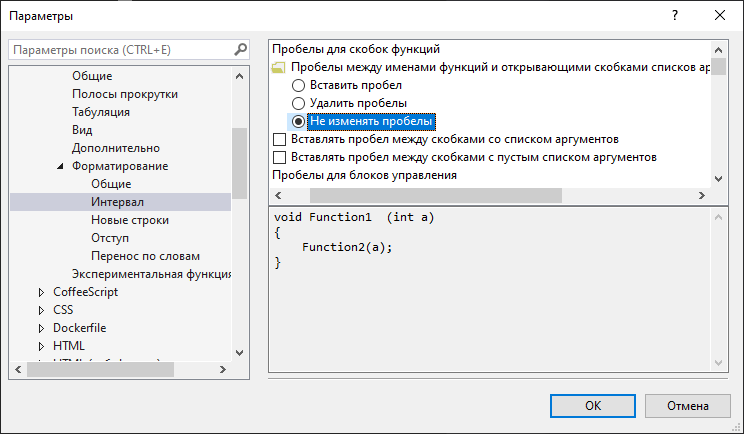 Параметры
Параметры поиска (CTRL+E)
Общие
Полосы прокрутки
Табуляция
Вид
Дополнительно
Форматирование
Общие
Интервал
Новые строки
Отступ
Перенос по словам
Экспериментальная функция
CoffeeScript
CSS
Dockerfile
HTML
Пробелы для скобок функций
Пробелы между именами функций и открывающими скобками списков ар
Вставить пробел
Удалить пробелы
Не изменять пробелы
Вставлять пробел между скобками со списком аргументов
Вставлять пробел между скобками с пустым списком аргументов
Пробелы для блоков управления
void Function1  (int a)
{
    Function2(a);
}
OK
Отмена